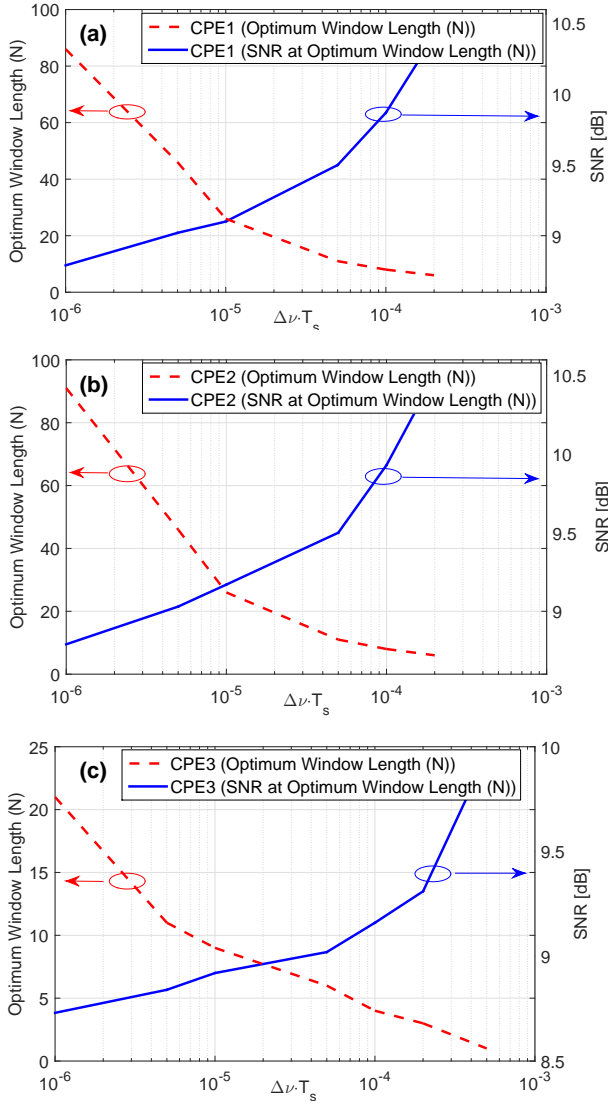 (a)
CPE1 (Optimum Window Length (N))
CPE1 (SNR at Optimum Window Length (N))
Optimum Window Length (N)
100
80
60
40
20
0
10.5
10
9.5
9
SNR [dB]
10-6
10-5
10-4
10-3
Δν·Ts
(b)
CPE2 (Optimum Window Length (N))
CPE2 (SNR at Optimum Window Length (N))
Optimum Window Length (N)
100
80
60
40
20
0
10.5
10
9.5
9
SNR [dB]
10-6
10-5
10-4
10-3
Δν·Ts
(c)
CPE3 (Optimum Window Length (N))
CPE3 (SNR at Optimum Window Length (N))
Optimum Window Length (N)
25
20
15
10
5
0
10
9.5
9
8.5
SNR [dB]
10-6
10-5
10-4
10-3
Δν·Ts